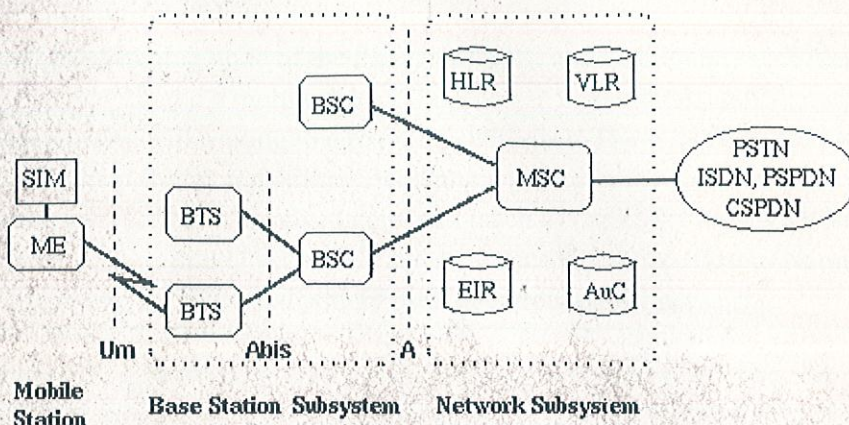 HLR
VLR
BSC
PSTN
ISDN, PSPDN
CSPDN
MSC
SIM
ME
BTS
BSC
BTS
EIR
AuC
Um
Abis
A
Mobile
Station
Base Station Subsystem
Network Subsystem